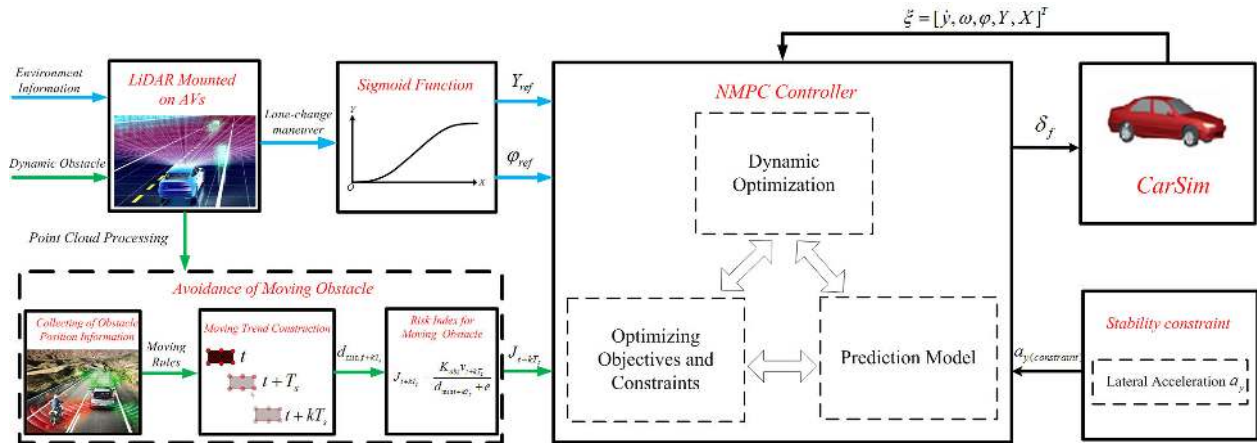 ξ = [ẏ, ω, φ, Y, X]ᵀ
Environment
Information
Dynamic Obstacle
LiDAR Mounted
on AVs
Lane-change
maneuver
Sigmoid Function
Y
O
X
Y_ref
φ_ref
NMPC Controller
Dynamic
Optimization
Optimizing
Objectives and
Constraints
Prediction Model
δ_f
CarSim
Stability constraint
Lateral Acceleration a_y
a_y(constraint)
Point Cloud Processing
Avoidance of Moving Obstacle
Collecting of Obstacle
Position Information
Moving
Rules
Moving Trend Construction
t
t + T_s
t + kT_s
Risk Index for
Moving Obstacle
J_t+kT_s